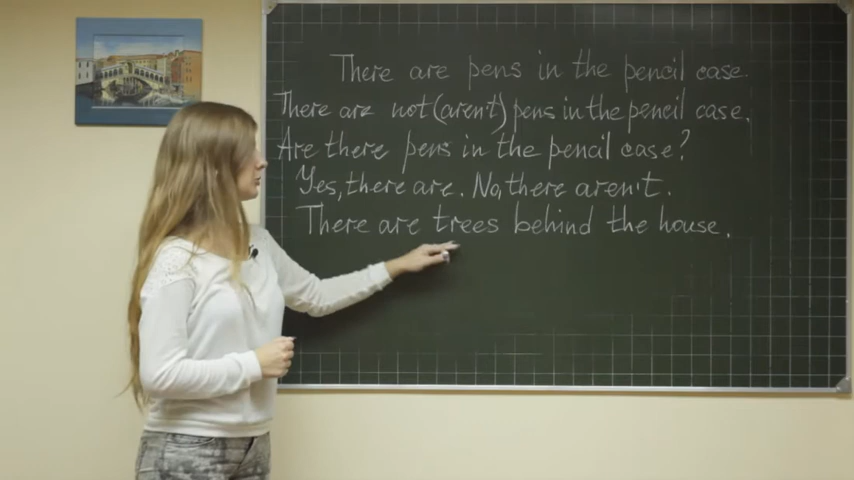 There are pens in the pencil case.
There are not (aren't) pens in the pencil case.
Are there pens in the pencil case?
Yes, there are. No, there aren't.
There are trees behind the house.